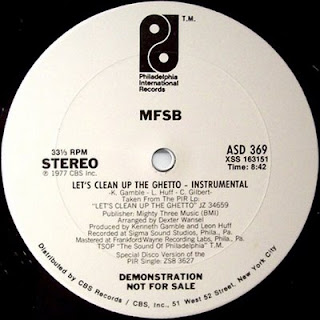 T.M.
Philadelphia
International
Records
MFSB
33⅓ RPM
STEREO
℗ 1977 CBS Inc.
ASD 369
XSS 163151
Time: 8:42
LET'S CLEAN UP THE GHETTO - INSTRUMENTAL
-K. Gamble - L. Huff - C. Gilbert-
Taken From The PIR Lp:
"LET'S CLEAN UP THE GHETTO" JZ 34659
Publisher: Mighty Three Music (BMI)
Arranged by Dexter Wansel
Produced by Kenneth Gamble and Leon Huff
Recorded at Sigma Sound Studios, Phila., Pa.
Mastered at Frankford/Wayne Recording Labs, Phila., Pa.
TSOP "The Sound of Philadelphia" T.M.
Special Disco Version of the
PIR Single: ZS8 3627
DEMONSTRATION
NOT FOR SALE
Distributed by CBS Records / CBS, Inc., 51 West 52 Street, New York City